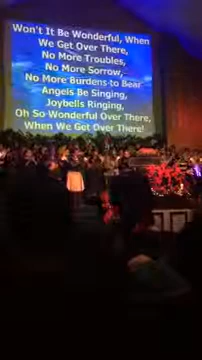 Won't It Be Wonderful, When
We Get Over There,
No More Troubles,
No More Sorrow,
No More Burdens to Bear
Angels Be Singing,
Joybells Ringing,
Oh So Wonderful Over There,
When We Get Over There!